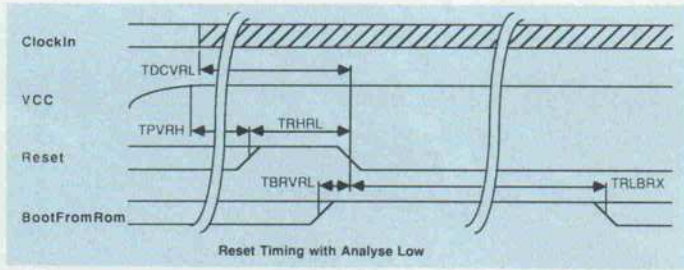 ClockIn
TDCVRL
VCC
TPVRH
TRHRL
Reset
TBRVRL
TRLBRX
BootFromRom
Reset Timing with Analyse Low